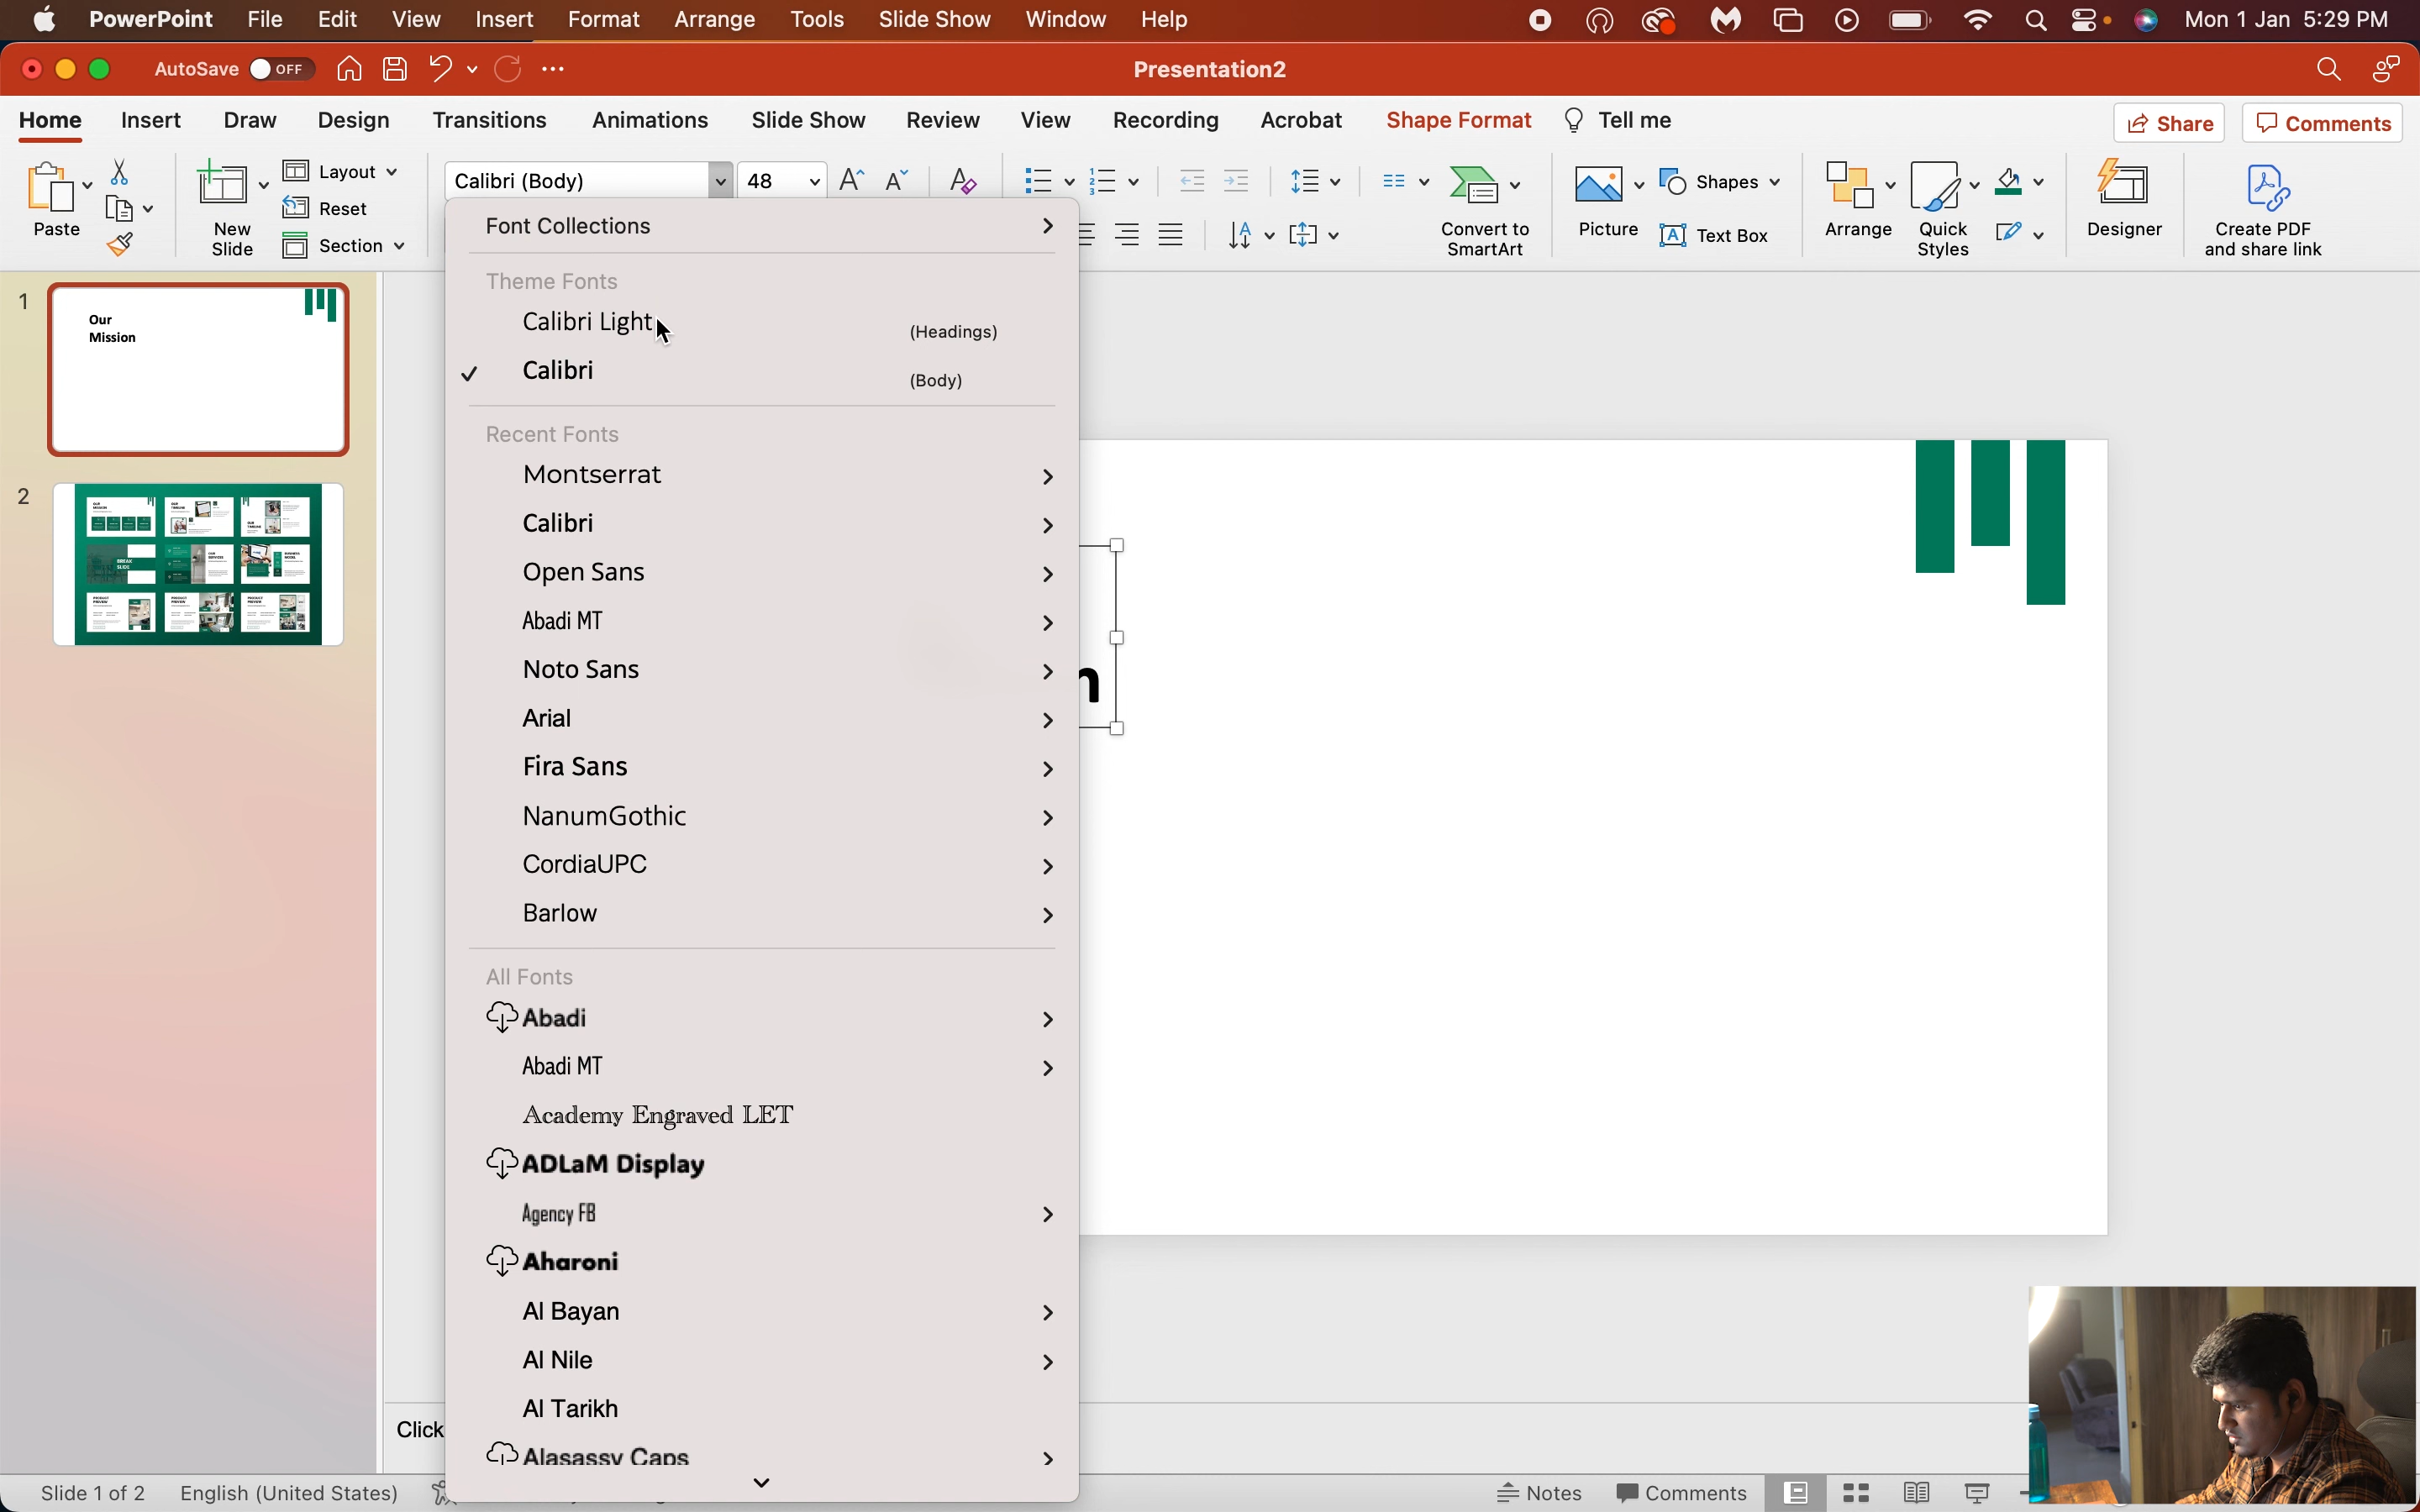 PowerPoint File Edit View Insert Format Arrange Tools Slide Show Window Help Mon 1 Jan 5:29 PM
AutoSave OFF Presentation2
Home Insert Draw Design Transitions Animations Slide Show Review View Recording Acrobat Shape Format Tell me Share Comments
Paste
New Slide
Layout
Reset
Section
Calibri (Body) 48
Convert to SmartArt
Picture
Shapes
Text Box
Arrange
Quick Styles
Designer
Create PDF and share link
1
Our
Mission
2
Font Collections
Theme Fonts
Calibri Light (Headings)
Calibri (Body)
Recent Fonts
Montserrat
Calibri
Open Sans
Abadi MT
Noto Sans
Arial
Fira Sans
NanumGothic
CordiaUPC
Barlow
All Fonts
Abadi
Abadi MT
Academy Engraved LET
ADLaM Display
Agency FB
Aharoni
Al Bayan
Al Nile
Al Tarikh
Alasassy Caps
n
Click
Slide 1 of 2 English (United States) Notes Comments